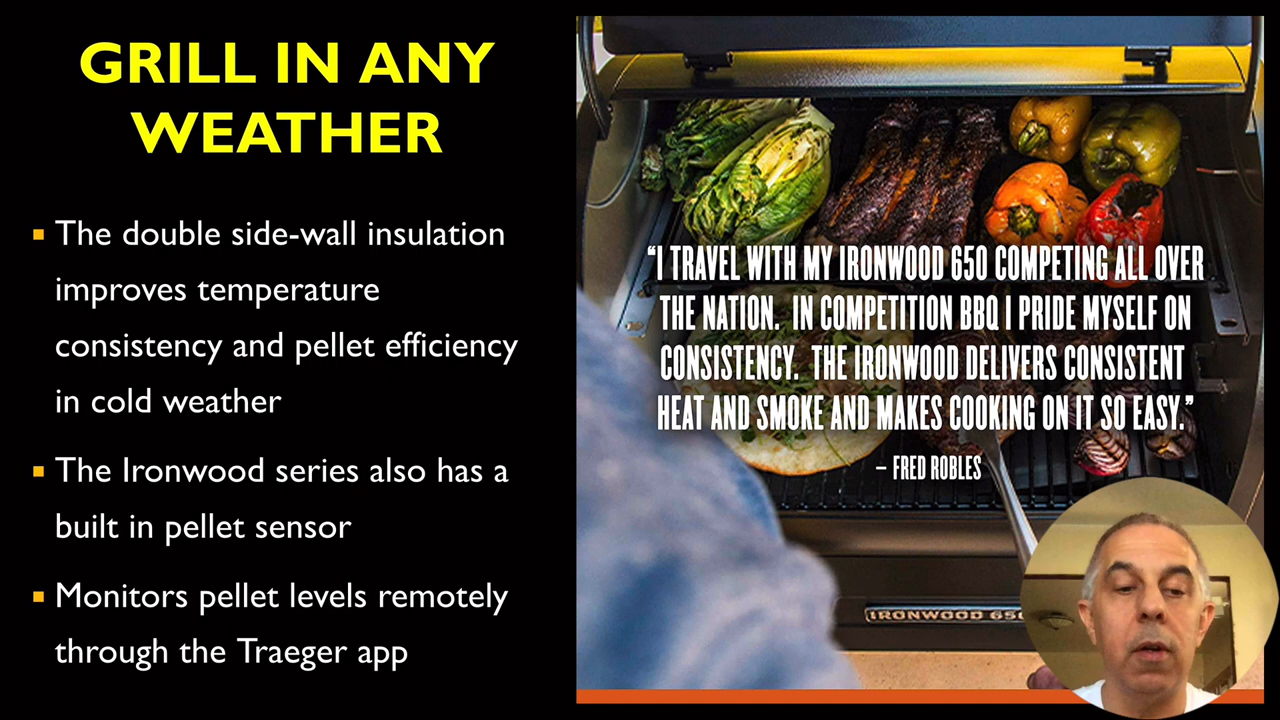 GRILL IN ANY
WEATHER
The double side-wall insulation
improves temperature
consistency and pellet efficiency
in cold weather
The Ironwood series also has a
built in pellet sensor
Monitors pellet levels remotely
through the Traeger app
“I TRAVEL WITH MY IRONWOOD 650 COMPETING ALL OVER
THE NATION. IN COMPETITION BBQ I PRIDE MYSELF ON
CONSISTENCY. THE IRONWOOD DELIVERS CONSISTENT
HEAT AND SMOKE AND MAKES COOKING ON IT SO EASY.”
– FRED ROBLES
IRONWOOD 650